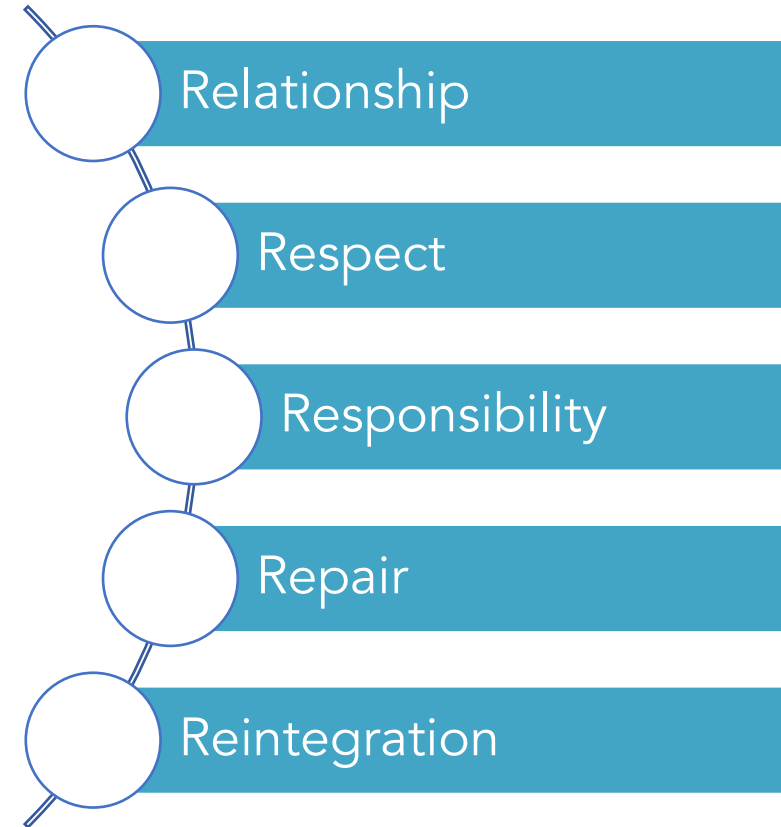 Relationship
Respect
Responsibility
Repair
Reintegration